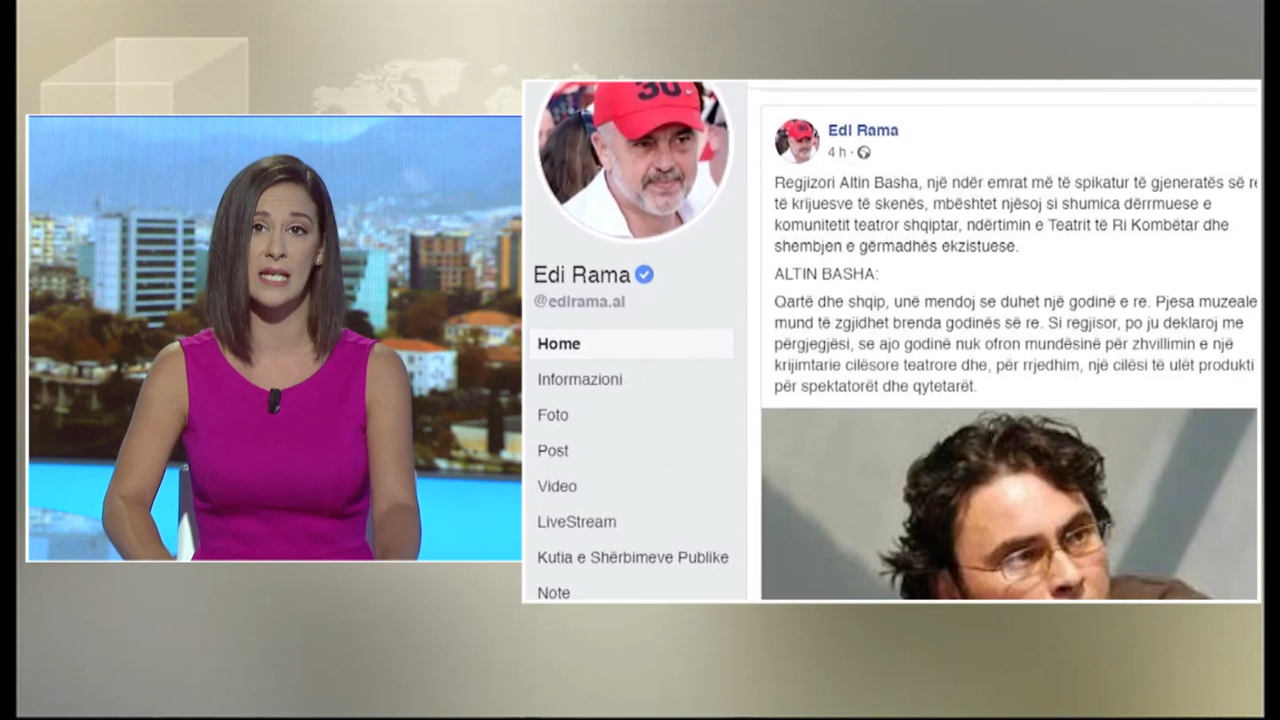 30
Edi Rama
@edirama.al
Home
Informazioni
Foto
Post
Video
LiveStream
Kutia e Shërbimeve Publike
Note
Edi Rama
4 h ·
Regjizori Altin Basha, një ndër emrat më të spikatur të gjeneratës së re
të krijuesve të skenës, mbështet njësoj si shumica dërrmuese e
komunitetit teatror shqiptar, ndërtimin e Teatrit të Ri Kombëtar dhe
shembjen e gërmadhës ekzistuese.
ALTIN BASHA:
Qartë dhe shqip, unë mendoj se duhet një godinë e re. Pjesa muzeale
mund të zgjidhet brenda godinës së re. Si regjisor, po ju deklaroj me
përgjegjësi, se ajo godinë nuk ofron mundësinë për zhvillimin e një
krijimtarie cilësore teatrore dhe, për rrjedhim, një cilësi të ulët produkti
për spektatorët dhe qytetarët.